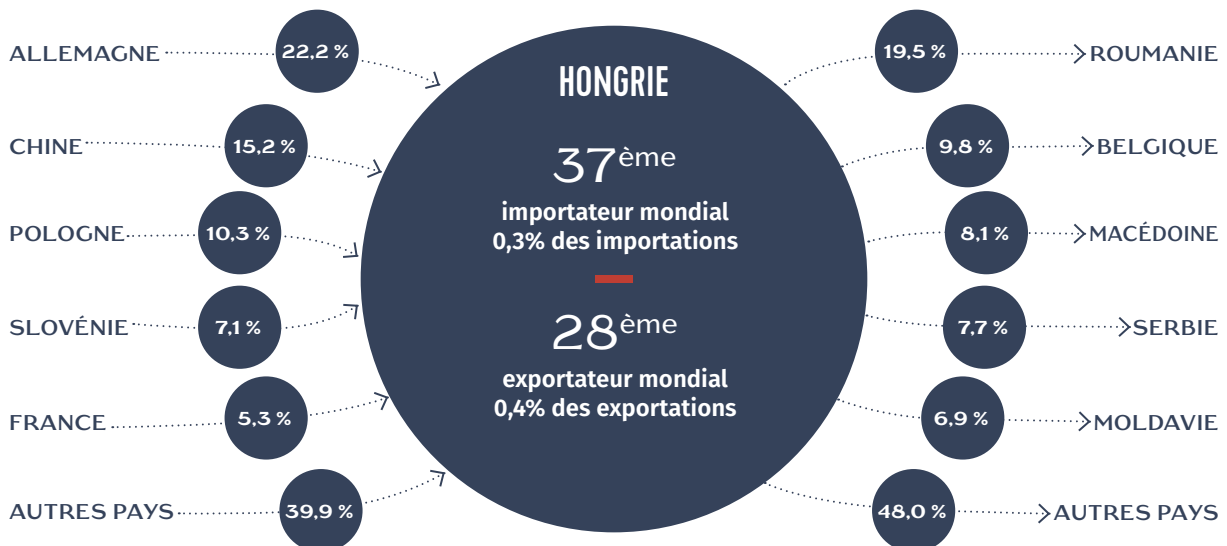 ALLEMAGNE 22,2 %
CHINE 15,2 %
POLOGNE 10,3 %
SLOVÉNIE 7,1 %
FRANCE 5,3 %
AUTRES PAYS 39,9 %
HONGRIE
37ème
importateur mondial
0,3% des importations
28ème
exportateur mondial
0,4% des exportations
19,5 % ROUMANIE
9,8 % BELGIQUE
8,1 % MACÉDOINE
7,7 % SERBIE
6,9 % MOLDAVIE
48,0 % AUTRES PAYS